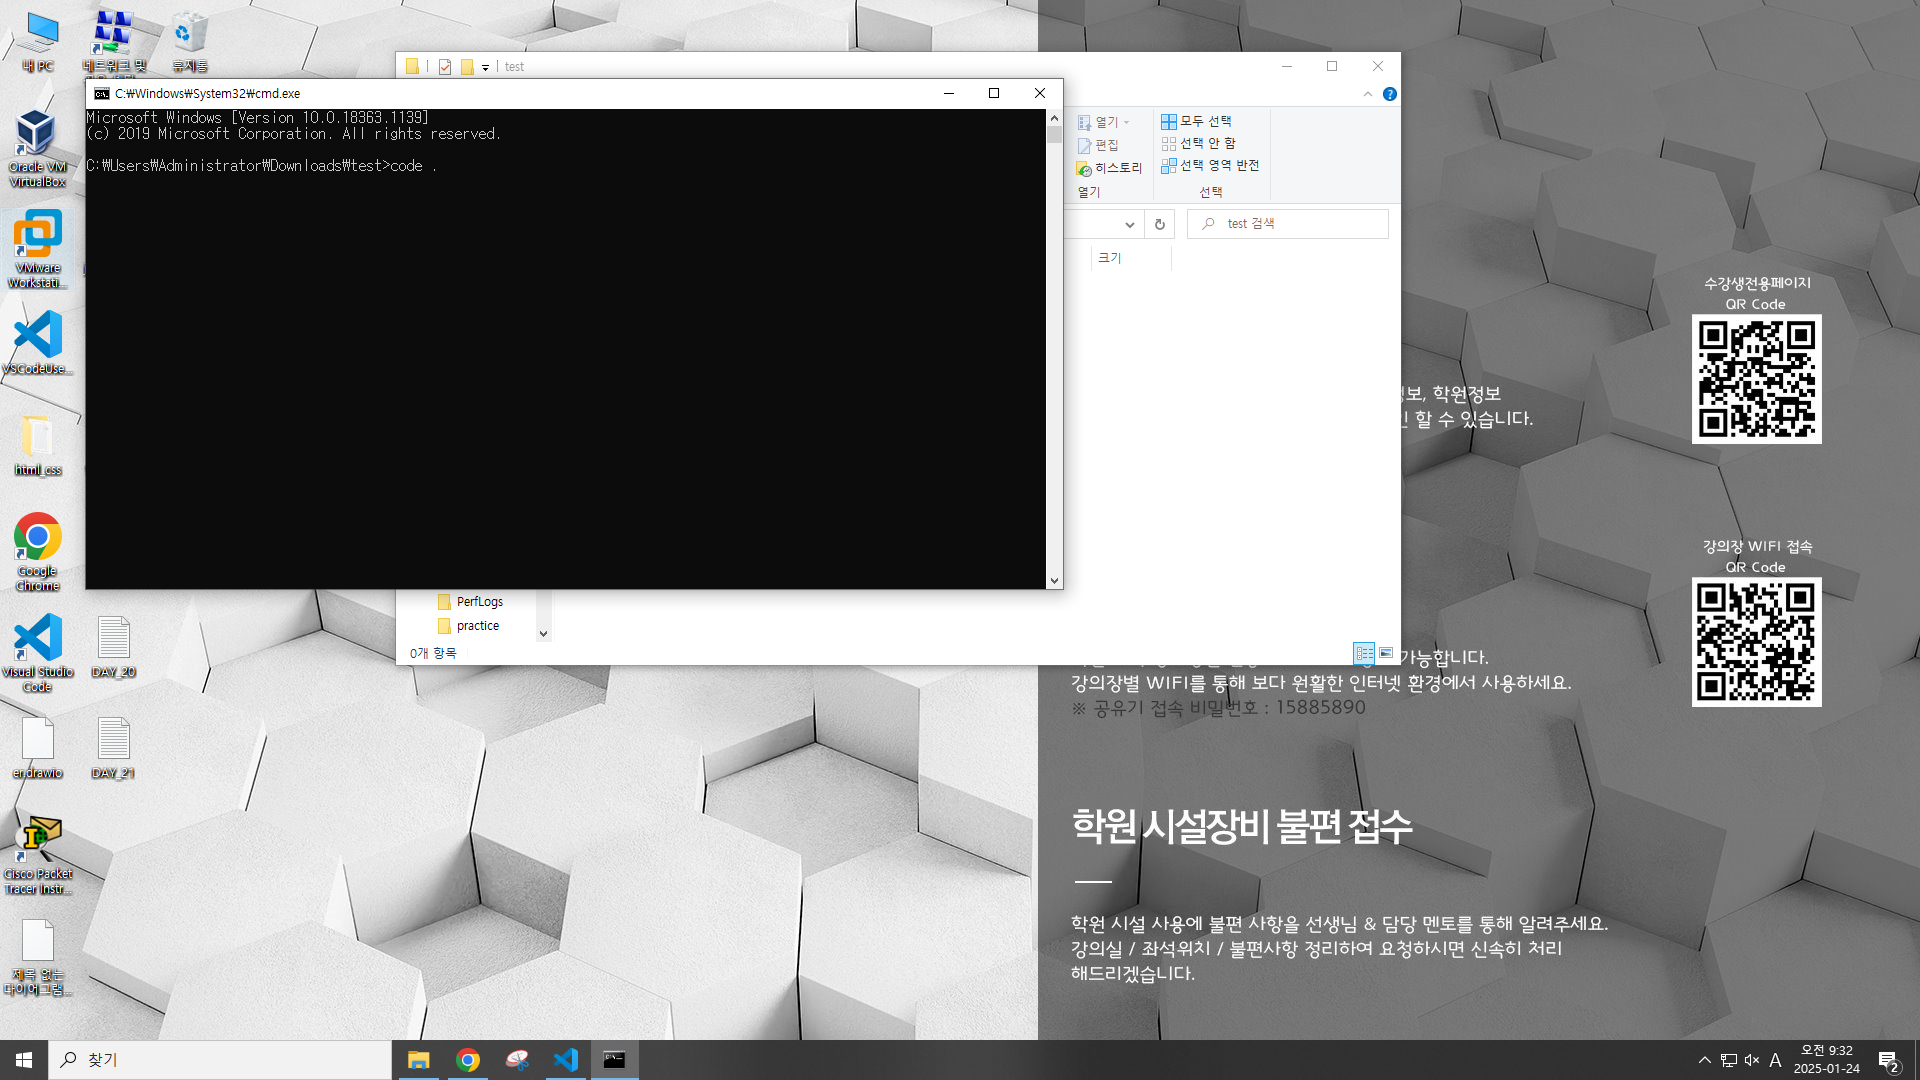 내 PC
네트워크 및
휴지통
Oracle VM
VirtualBox
VMware
Workstati...
VSCodeUse...
html_css
Google
Chrome
Visual Studio
Code
DAY_20
er.drawio
DAY_21
Cisco Packet
Tracer Instr...
제목 없는
다이어그램...
test
C:₩Windows₩System32₩cmd.exe
Microsoft Windows [Version 10.0.18363.1139]
(c) 2019 Microsoft Corporation. All rights reserved.
C:₩Users₩Administrator₩Downloads₩test>code .
열기
편집
히스토리
열기
모두 선택
선택 안 함
선택 영역 반전
선택
test 검색
크기
PerfLogs
practice
0개 항목
수강생전용페이지
QR Code
정보, 학원정보
할 수 있습니다.
강의장 WIFI 접속
QR Code
가능합니다.
강의장별 WIFI를 통해 보다 원활한 인터넷 환경에서 사용하세요.
※ 공유기 접속 비밀번호 : 15885890
학원 시설장비 불편 접수
학원 시설 사용에 불편 사항을 선생님 & 담당 멘토를 통해 알려주세요.
강의실 / 좌석위치 / 불편사항 정리하여 요청하시면 신속히 처리
해드리겠습니다.
찾기
A
오전 9:32
2025-01-24
2